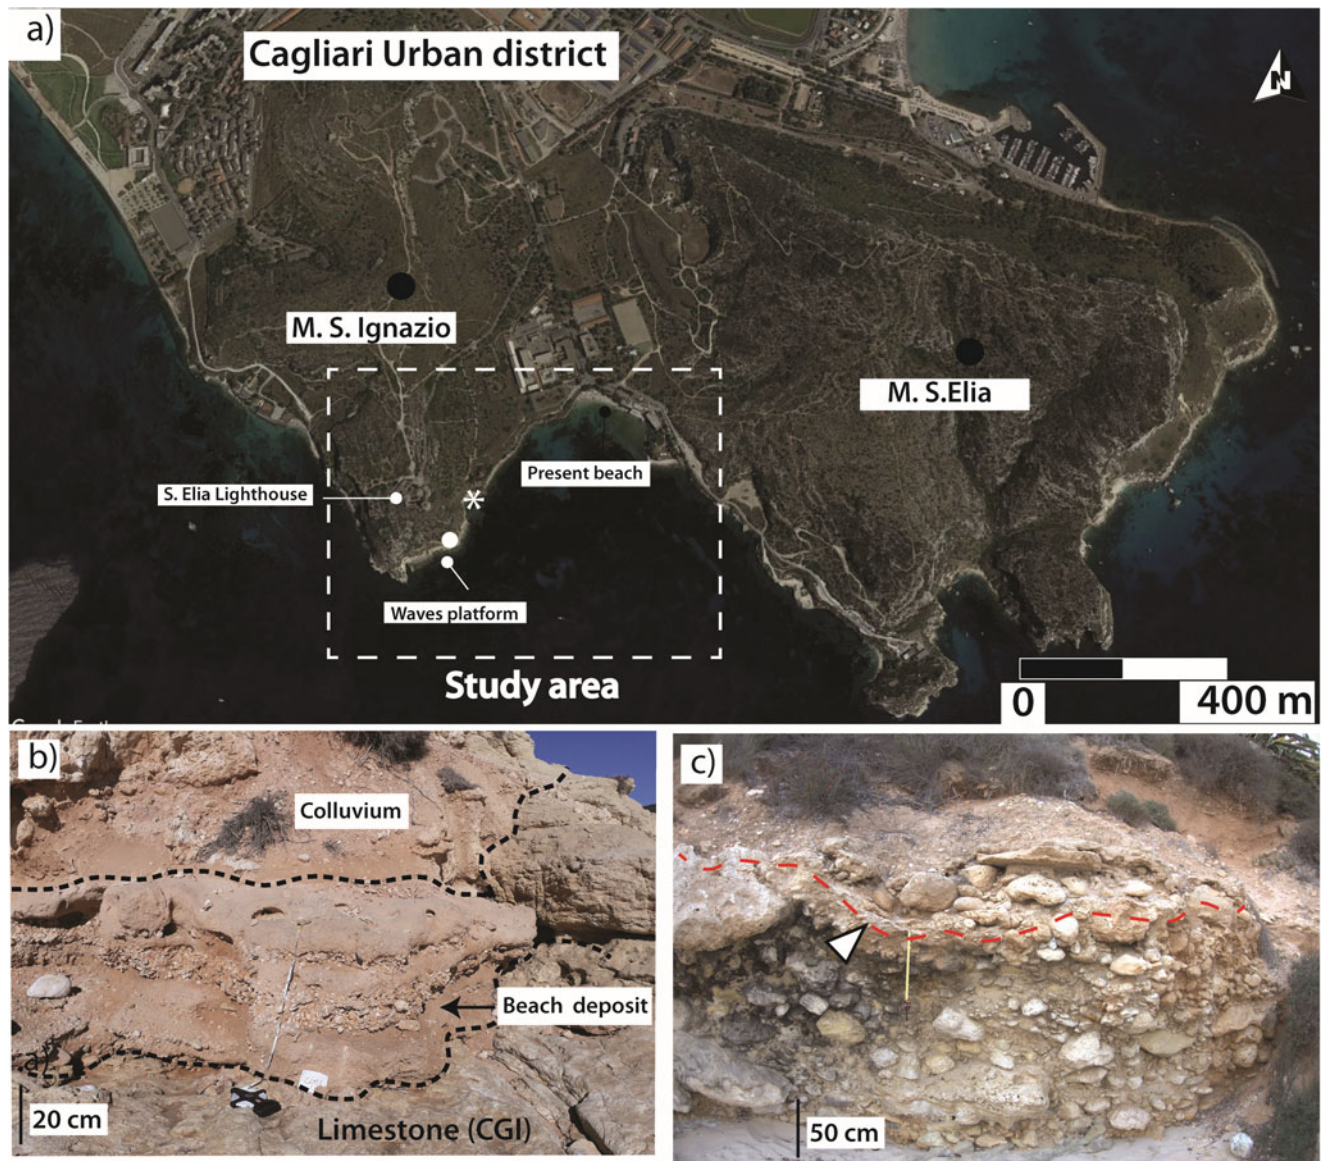 a)
Cagliari Urban district
N
M. S. Ignazio
M. S.Elia
Present beach
S. Elia Lighthouse
*
Waves platform
Study area
0
400 m
b)
Colluvium
Beach deposit
20 cm
Limestone (CGI)
c)
50 cm